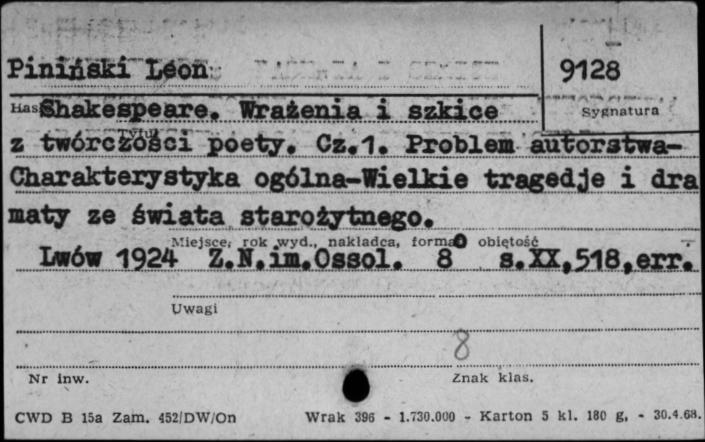 Piniński Leon
9128
Hasło
Shakespeare. Wrażenia i szkice
Sygnatura
Tytuł
z twórczości poety. Cz.1. Problem autorstwa-
Charakterystyka ogólna-Wielkie tragedje i dra
maty ze świata starożytnego.
Miejsce, rok wyd., nakładca, format objętość
Lwów 1924 Z.N.im.Ossol. 8° s.XX,518,err.
Uwagi
8
Nr inw.
Znak klas.
CWD B 15a Zam. 452/DW/On Wrak 396 - 1.730.000 - Karton 5 kl. 180 g. - 30.4.68.